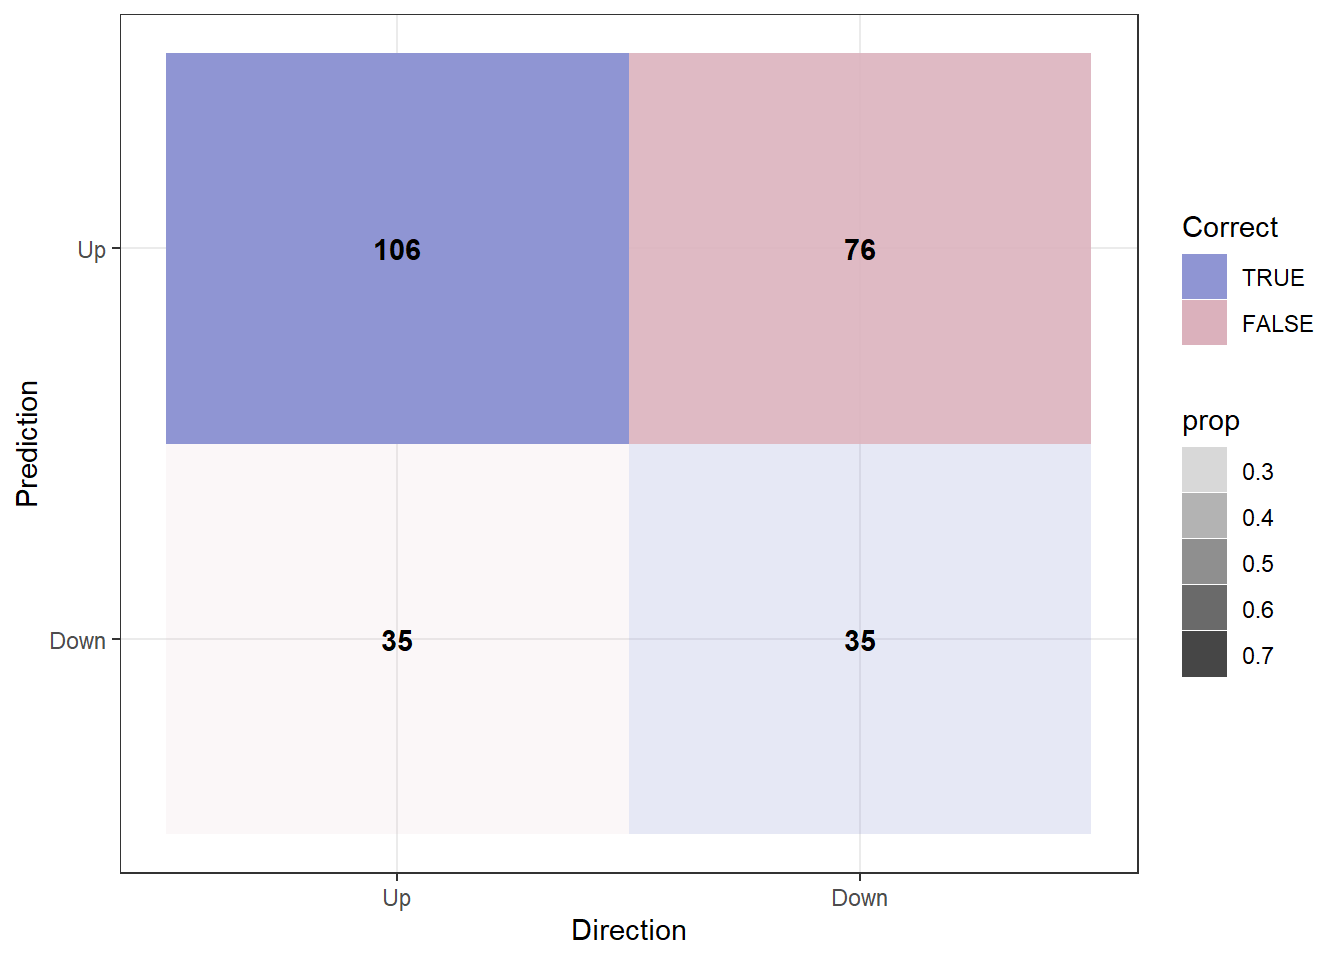 106
76
Up
35
35
Down
Prediction
Up
Down
Direction
Correct
TRUE
FALSE
prop
0.3
0.4
0.5
0.6
0.7